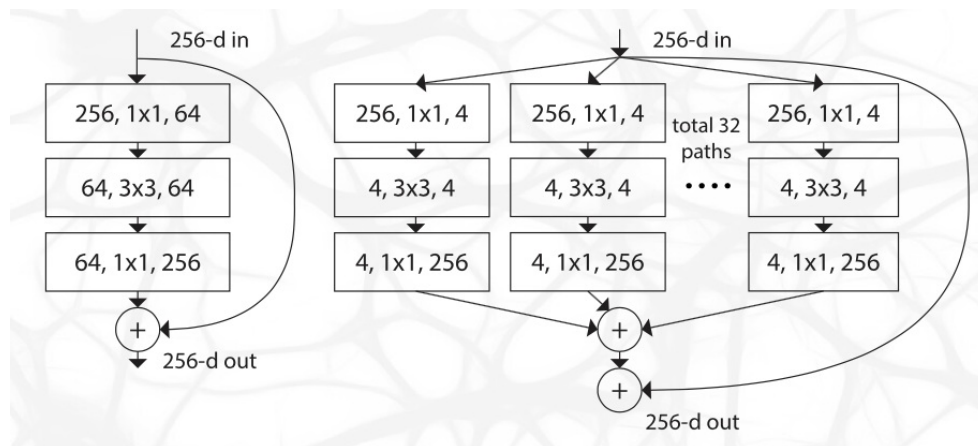 256-d in
256, 1x1, 64
64, 3x3, 64
64, 1x1, 256
+
256-d out
256-d in
256, 1x1, 4
256, 1x1, 4
total 32
paths
256, 1x1, 4
4, 3x3, 4
4, 3x3, 4
....
4, 3x3, 4
4, 1x1, 256
4, 1x1, 256
4, 1x1, 256
+
+
256-d out